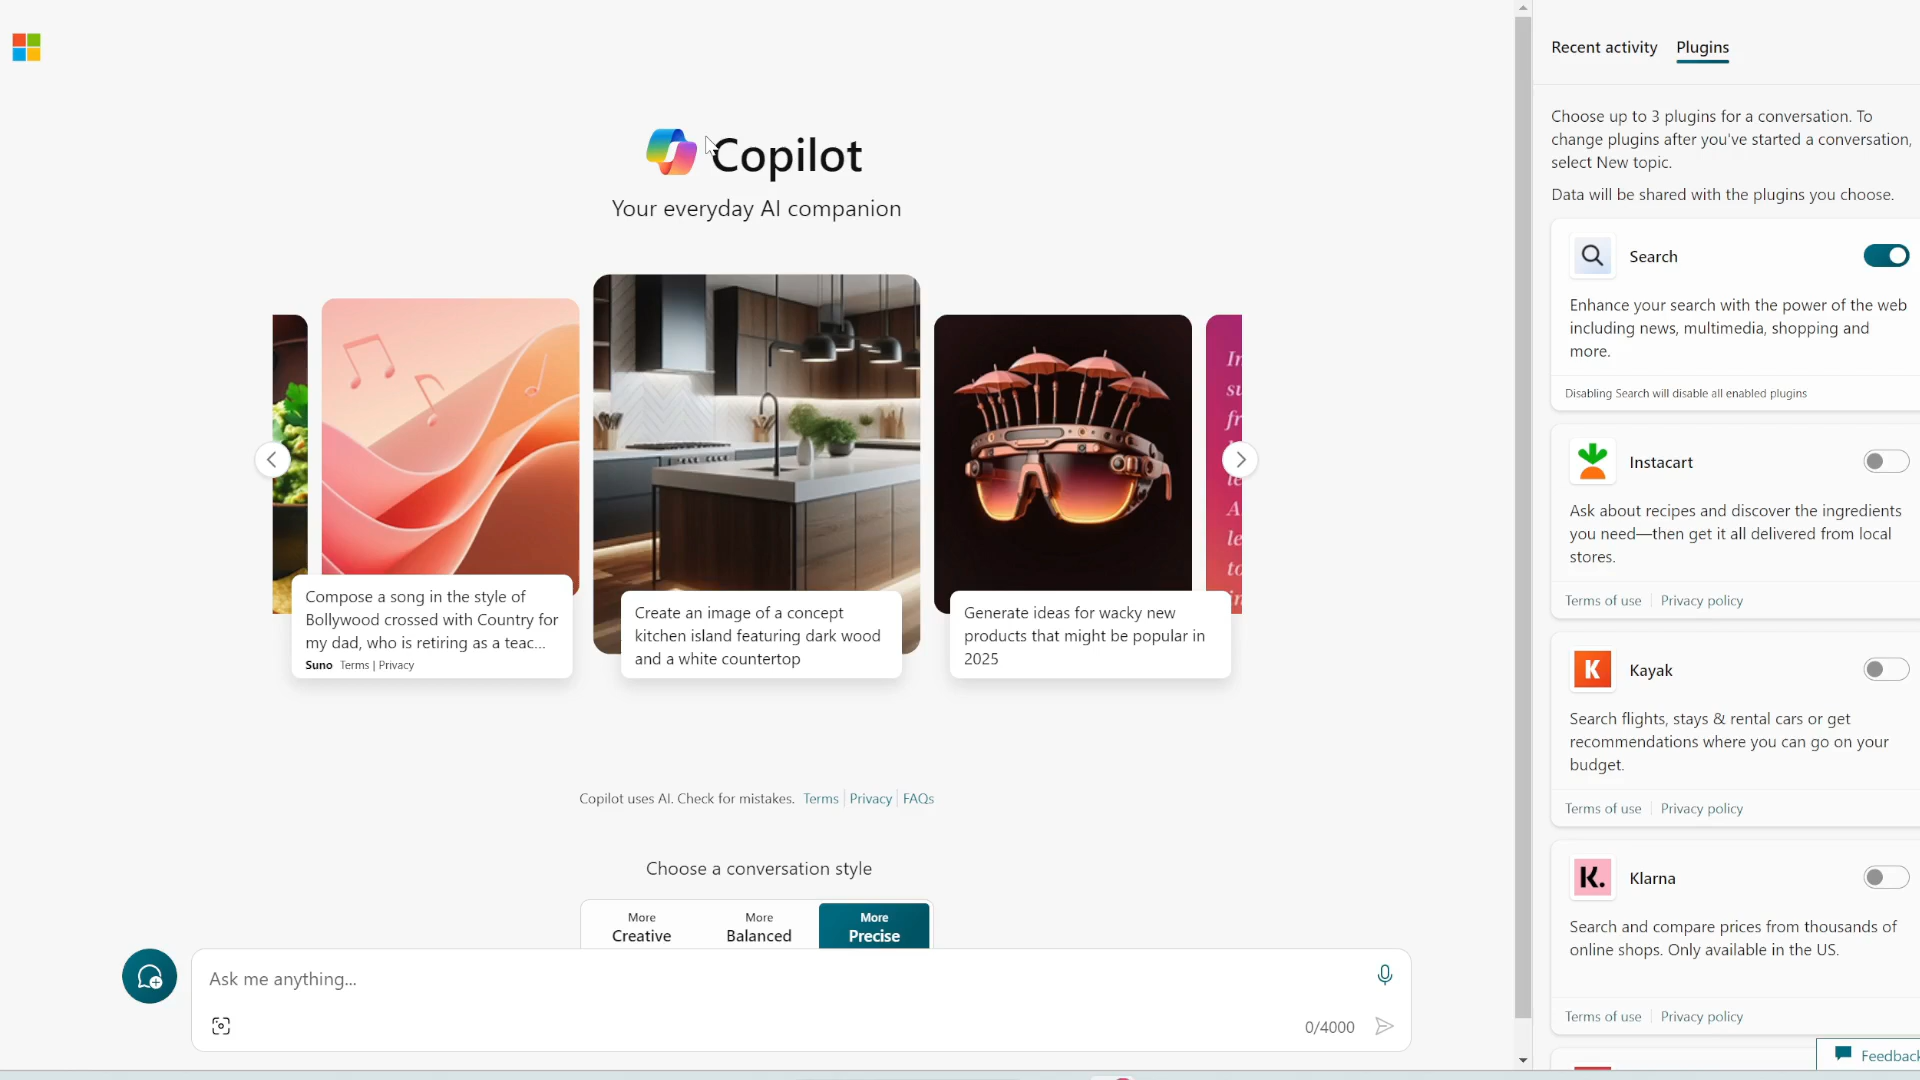 Recent activity Plugins
Choose up to 3 plugins for a conversation. To
change plugins after you've started a conversation,
select New topic.
Data will be shared with the plugins you choose.
Copilot
Your everyday AI companion
Compose a song in the style of
Bollywood crossed with Country for
my dad, who is retiring as a teac...
Suno Terms | Privacy
Create an image of a concept
kitchen island featuring dark wood
and a white countertop
Generate ideas for wacky new
products that might be popular in
2025
Copilot uses AI. Check for mistakes. Terms Privacy FAQs
Choose a conversation style
More Creative
More Balanced
More Precise
Ask me anything...
0/4000
Search
Enhance your search with the power of the web
including news, multimedia, shopping and
more.
Disabling Search will disable all enabled plugins
Instacart
Ask about recipes and discover the ingredients
you need—then get it all delivered from local
stores.
Terms of use Privacy policy
K
Kayak
Search flights, stays & rental cars or get
recommendations where you can go on your
budget.
Terms of use Privacy policy
K.
Klarna
Search and compare prices from thousands of
online shops. Only available in the US.
Terms of use Privacy policy
Feedback